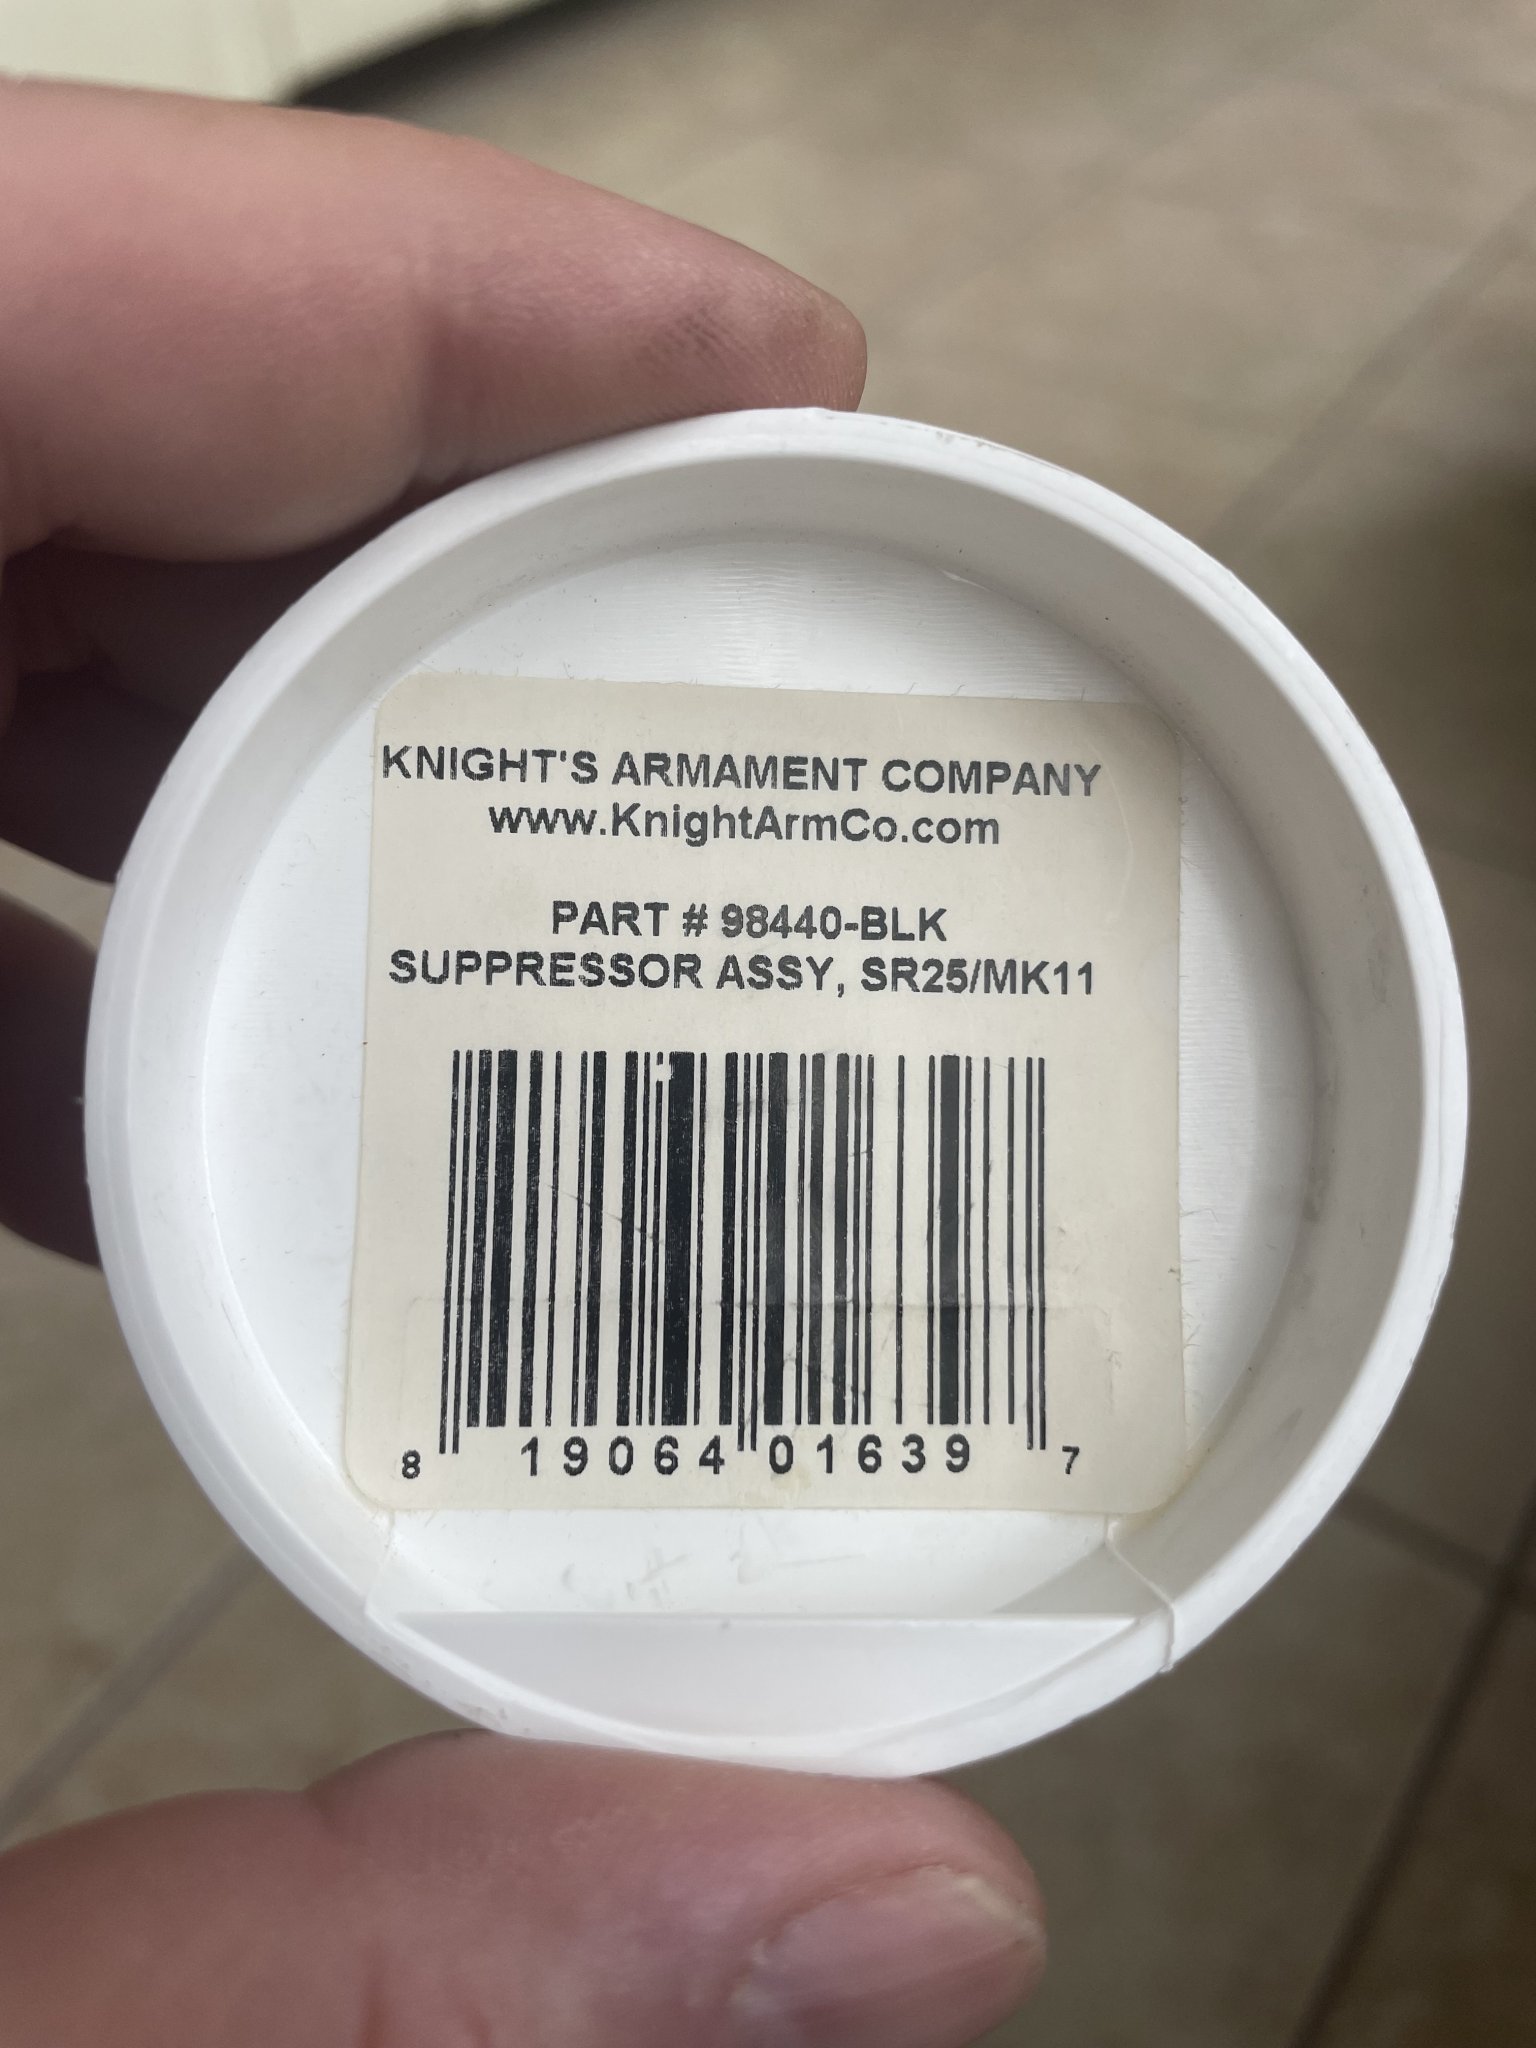 KNIGHT'S ARMAMENT COMPANY
www.KnightArmCo.com
PART # 98440-BLK
SUPPRESSOR ASSY, SR25/MK11
8 19064 01639 7